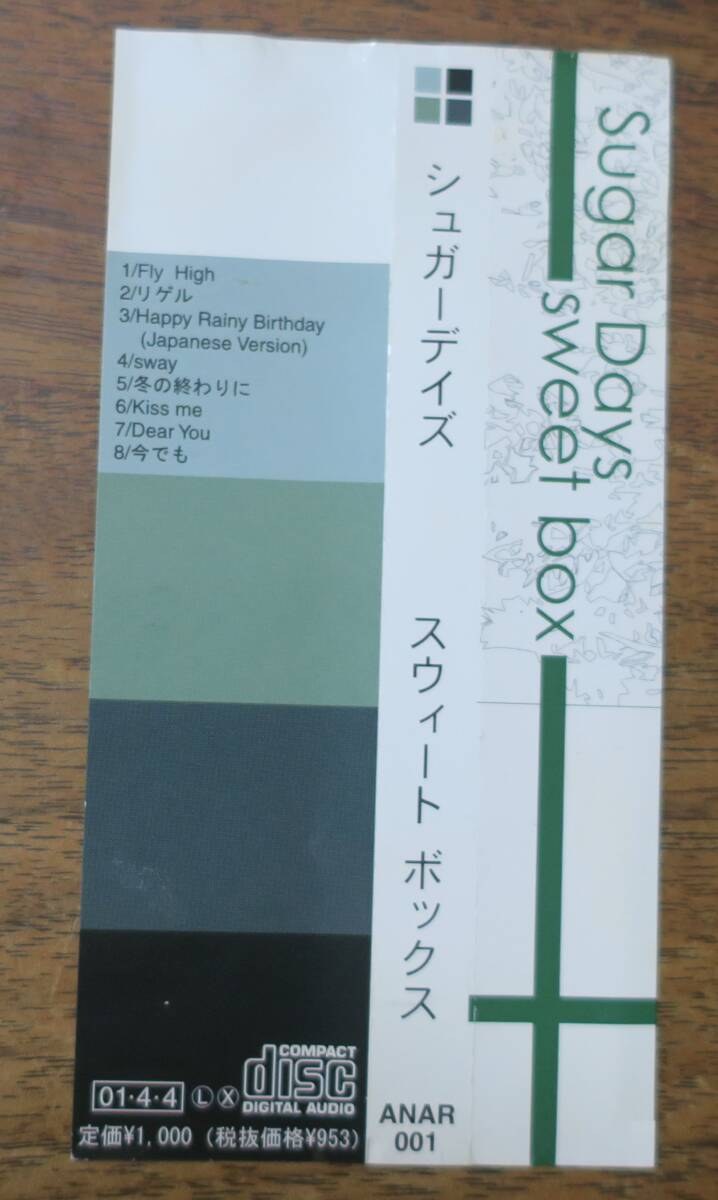 1/Fly High
2/リゲル
3/Happy Rainy Birthday
(Japanese Version)
4/sway
5/冬の終わりに
6/Kiss me
7/Dear You
8/今でも
01・4・4 Ⓛ Ⓧ
COMPACT
disc
DIGITAL AUDIO
定価¥1,000 (税抜価格¥953)
シュガーデイズ
スウィート ボックス
ANAR
001
Sugar Days
sweet box